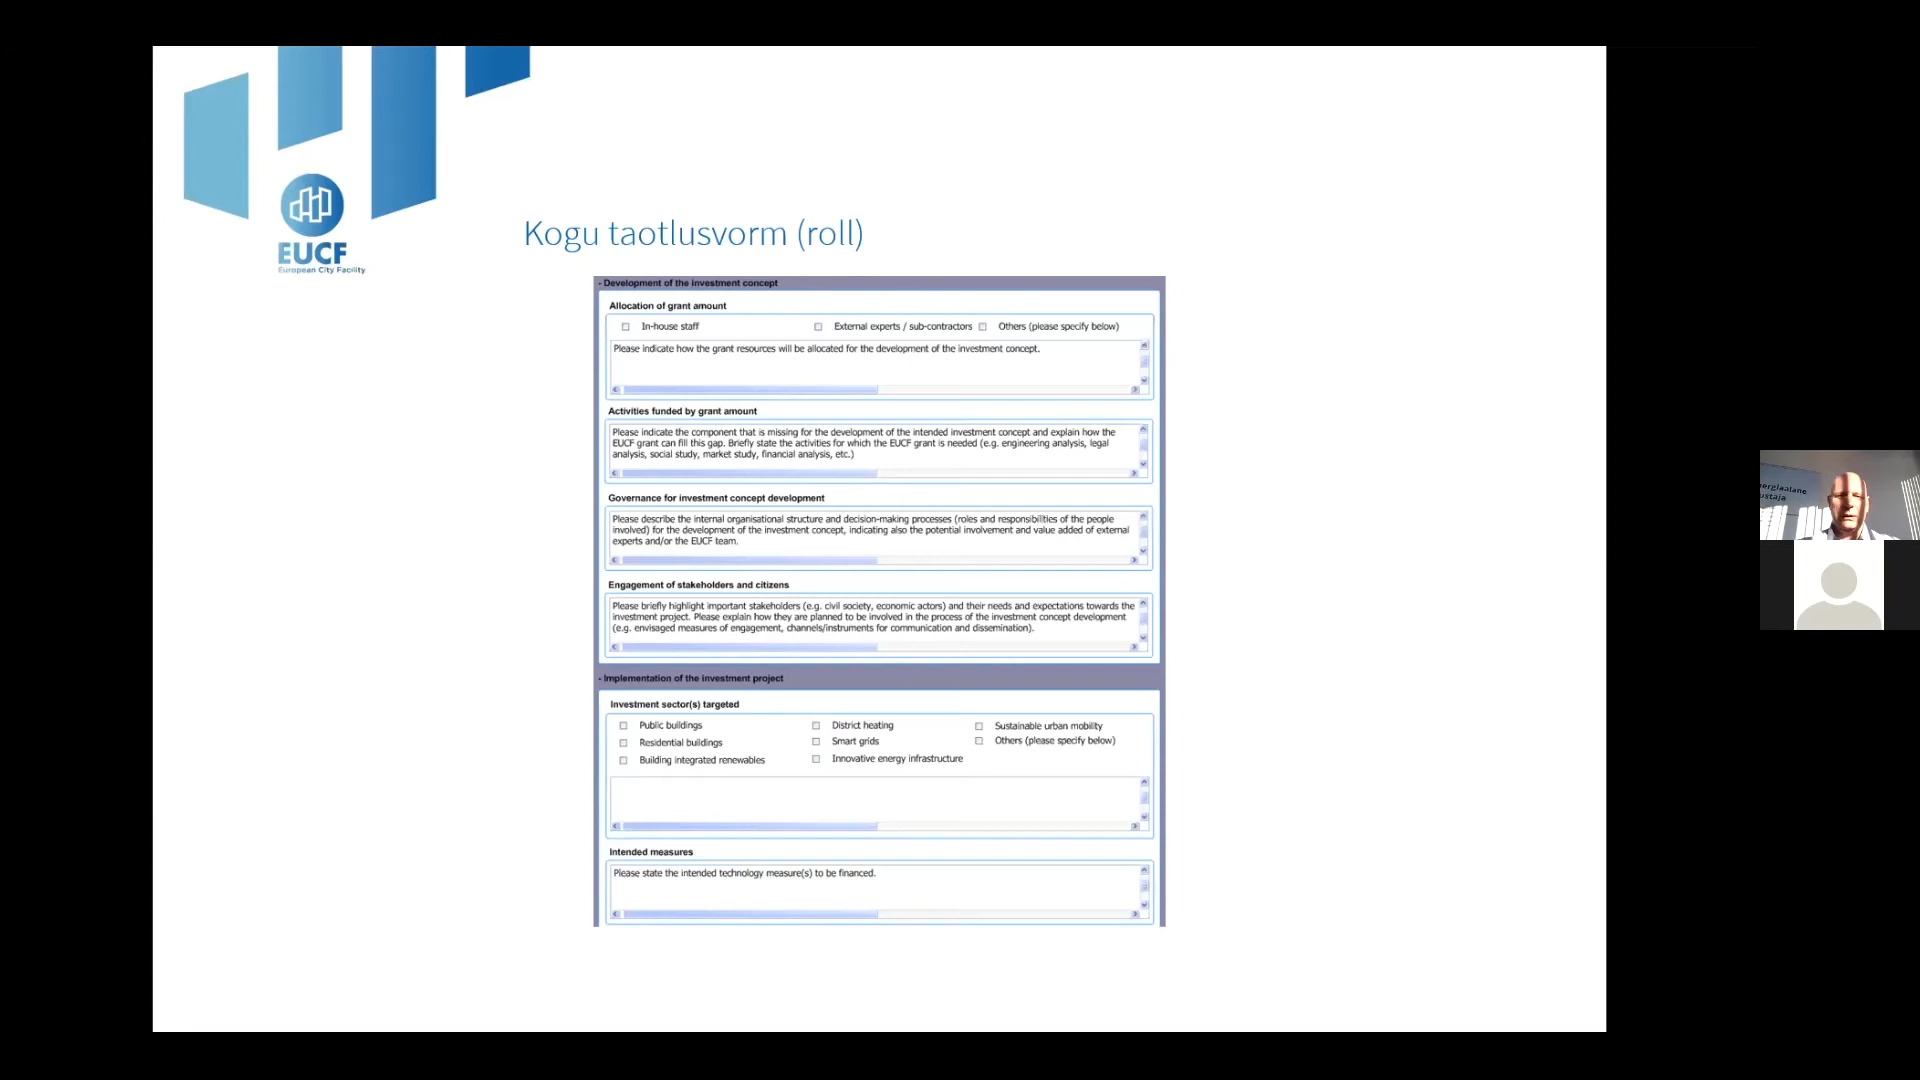 EUCF
European City Facility
Kogu taotlusvorm (roll)
- Development of the investment concept
Allocation of grant amount
In-house staff
External experts / sub-contractors
Others (please specify below)
Please indicate how the grant resources will be allocated for the development of the investment concept.
Activities funded by grant amount
Please indicate the component that is missing for the development of the intended investment concept and explain how the
EUCF grant can fill this gap. Briefly state the activities for which the EUCF grant is needed (e.g. engineering analysis, legal
analysis, social study, market study, financial analysis, etc.)
Governance for investment concept development
Please describe the internal organisational structure and decision-making processes (roles and responsibilities of the people
involved) for the development of the investment concept, indicating also the potential involvement and value added of external
experts and/or the EUCF team.
Engagement of stakeholders and citizens
Please briefly highlight important stakeholders (e.g. civil society, economic actors) and their needs and expectations towards the
investment project. Please explain how they are planned to be involved in the process of the investment concept development
(e.g. envisaged measures of engagement, channels/instruments for communication and dissemination).
- Implementation of the investment project
Investment sector(s) targeted
Public buildings
District heating
Sustainable urban mobility
Residential buildings
Smart grids
Others (please specify below)
Building integrated renewables
Innovative energy infrastructure
Intended measures
Please state the intended technology measure(s) to be financed.